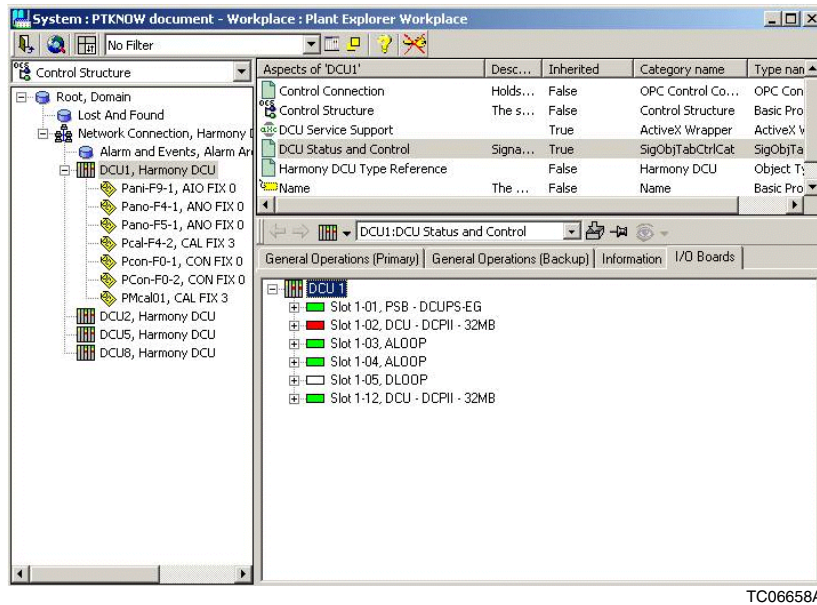 System : PTKNOW document - Workplace : Plant Explorer Workplace
No Filter
Control Structure
Root, Domain
Lost And Found
Network Connection, Harmony
Alarm and Events, Alarm Ar
DCU1, Harmony DCU
Pani-F9-1, AIO FIX 0
Pano-F4-1, ANO FIX 0
Pano-F5-1, ANO FIX 0
Pcal-F4-2, CAL FIX 3
Pcon-F0-1, CON FIX 0
PCon-F0-2, CON FIX 0
PMcal01, CAL FIX 3
DCU2, Harmony DCU
DCU5, Harmony DCU
DCU8, Harmony DCU
Aspects of 'DCU1' Desc... Inherited Category name Type nan
Control Connection Holds... False OPC Control Co... OPC Con
Control Structure The s... False Control Structure Basic Pro
DCU Service Support True ActiveX Wrapper ActiveX
DCU Status and Control Signa... True SigObjTabCtrlCat SigObjTa
Harmony DCU Type Reference False Harmony DCU Object Ty
Name The ... False Name Basic Pro
DCU1:DCU Status and Control
General Operations (Primary) General Operations (Backup) Information I/O Boards
DCU 1
Slot 1-01, PSB - DCUPS-EG
Slot 1-02, DCU - DCPII - 32MB
Slot 1-03, ALOOP
Slot 1-04, ALOOP
Slot 1-05, DLOOP
Slot 1-12, DCU - DCPII - 32MB
TC06658A